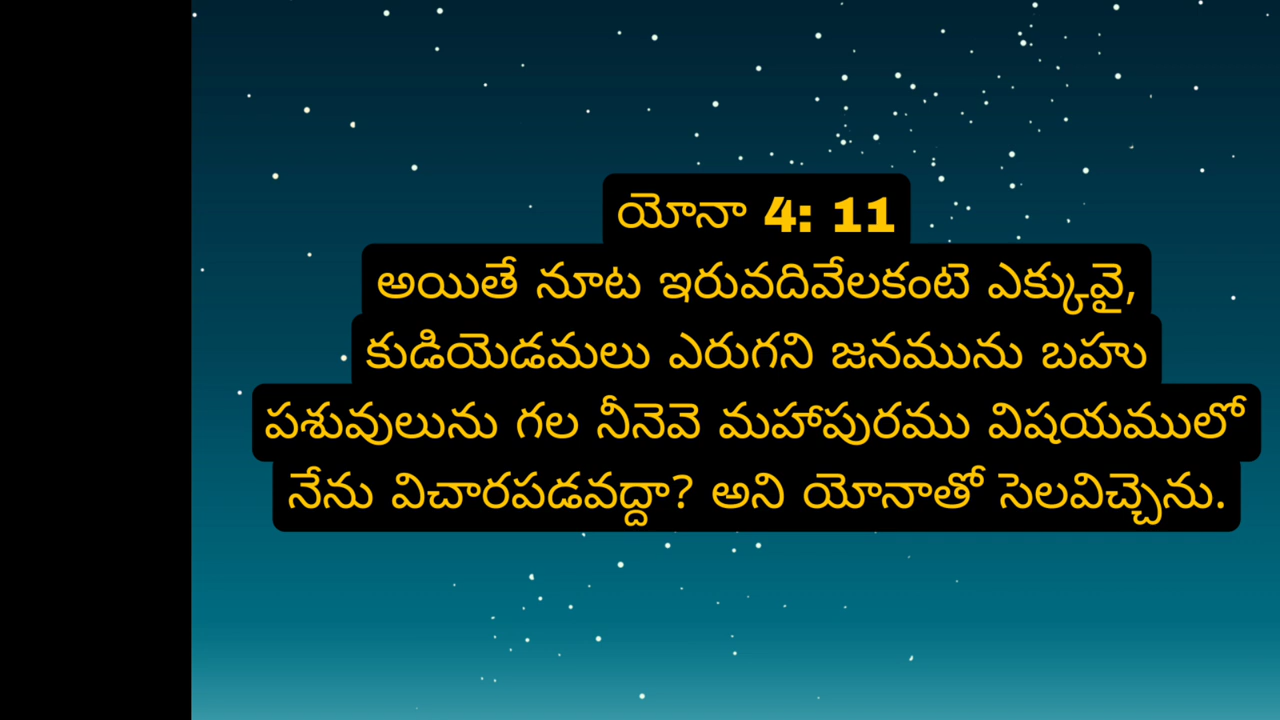 యోనా 4: 11
అయితే నూట ఇరువదివేలకంటె ఎక్కువై,
కుడియెడమలు ఎరుగని జనమును బహు
పశువులును గల నీనెవె మహాపురము విషయములో
నేను విచారపడవద్దా? అని యోనాతో సెలవిచ్చెను.